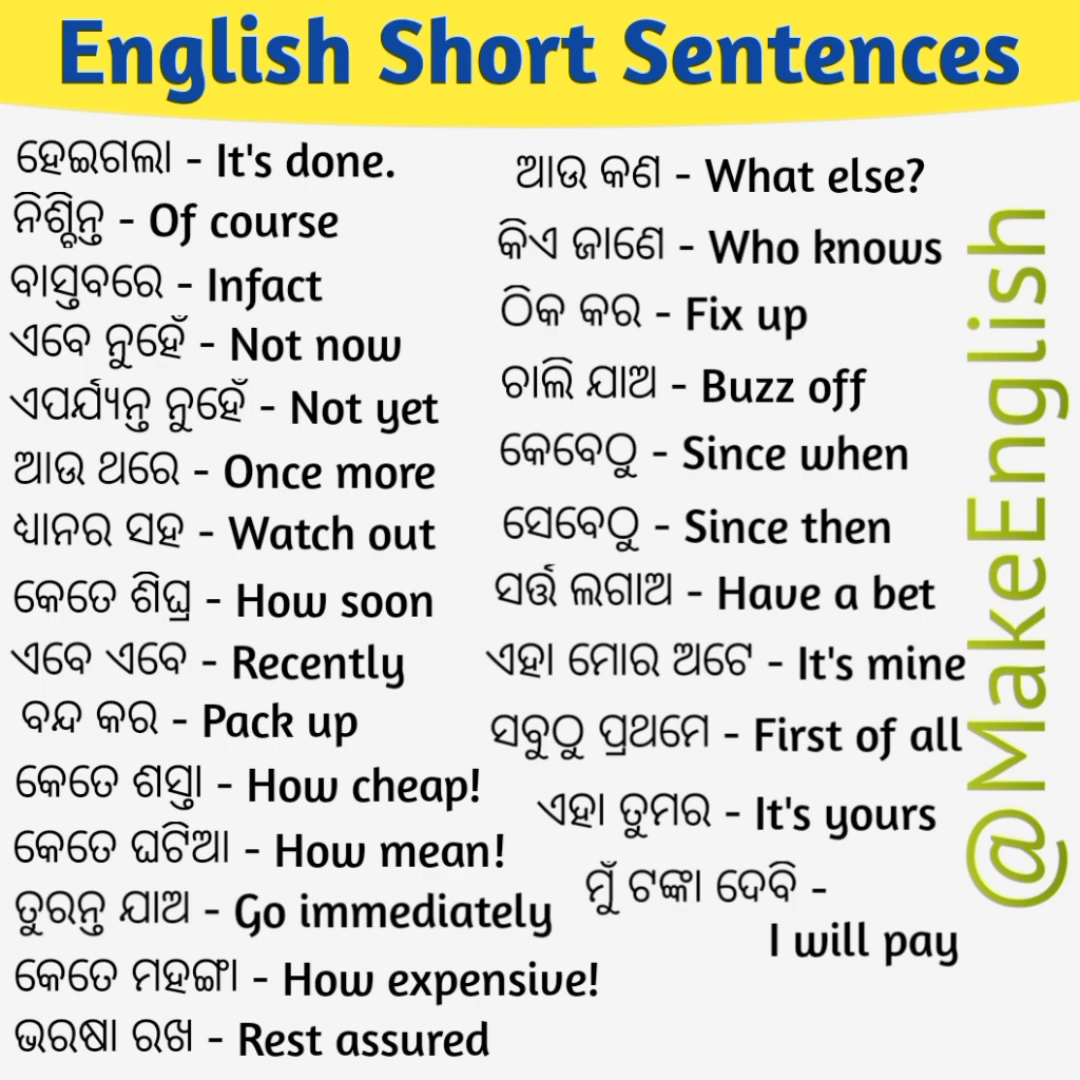 English Short Sentences
ହେଇଗଲା - It's done.
ନିଶ୍ଚିନ୍ତ - Of course
ବାସ୍ତବରେ - Infact
ଏବେ ନୁହେଁ - Not now
ଏପର୍ଯ୍ୟନ୍ତ ନୁହେଁ - Not yet
ଆଉ ଥରେ - Once more
ଧ୍ୟାନର ସହ - Watch out
କେତେ ଶିଘ୍ର - How soon
ଏବେ ଏବେ - Recently
ବନ୍ଦ କର - Pack up
କେତେ ଶସ୍ତା - How cheap!
କେତେ ଘଟିଆ - How mean!
ତୁରନ୍ତ ଯାଅ - Go immediately
କେତେ ମହଙ୍ଗା - How expensive!
ଭରଷା ରଖ - Rest assured
ଆଉ କଣ - What else?
କିଏ ଜାଣେ - Who knows
ଠିକ କର - Fix up
ଚାଲି ଯାଅ - Buzz off
କେବେଠୁ - Since when
ସେବେଠୁ - Since then
ସର୍ତ୍ତ ଲଗାଅ - Have a bet
ଏହା ମୋର ଅଟେ - It's mine
ସବୁଠୁ ପ୍ରଥମେ - First of all
ଏହା ତୁମର - It's yours
ମୁଁ ଟଙ୍କା ଦେବି -
I will pay
@MakeEnglish